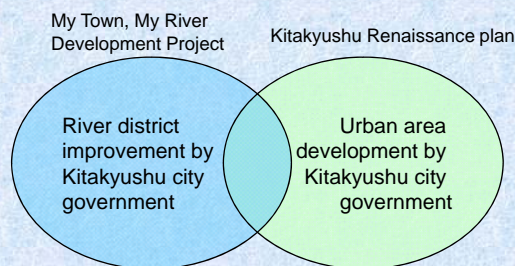 My Town, My River
Development Project
Kitakyushu Renaissance plan
River district
improvement by
Kitakyushu city
government
Urban area
development by
Kitakyushu city
government